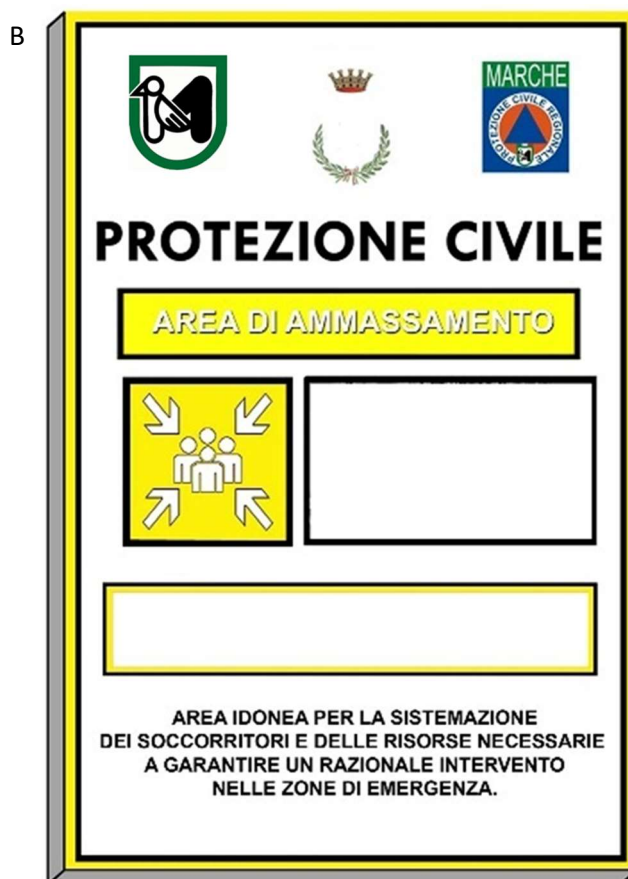 B
MARCHE
PROTEZIONE CIVILE REGIONALE
PROTEZIONE CIVILE
AREA DI AMMASSAMENTO
AREA IDONEA PER LA SISTEMAZIONE
DEI SOCCORRITORI E DELLE RISORSE NECESSARIE
A GARANTIRE UN RAZIONALE INTERVENTO
NELLE ZONE DI EMERGENZA.